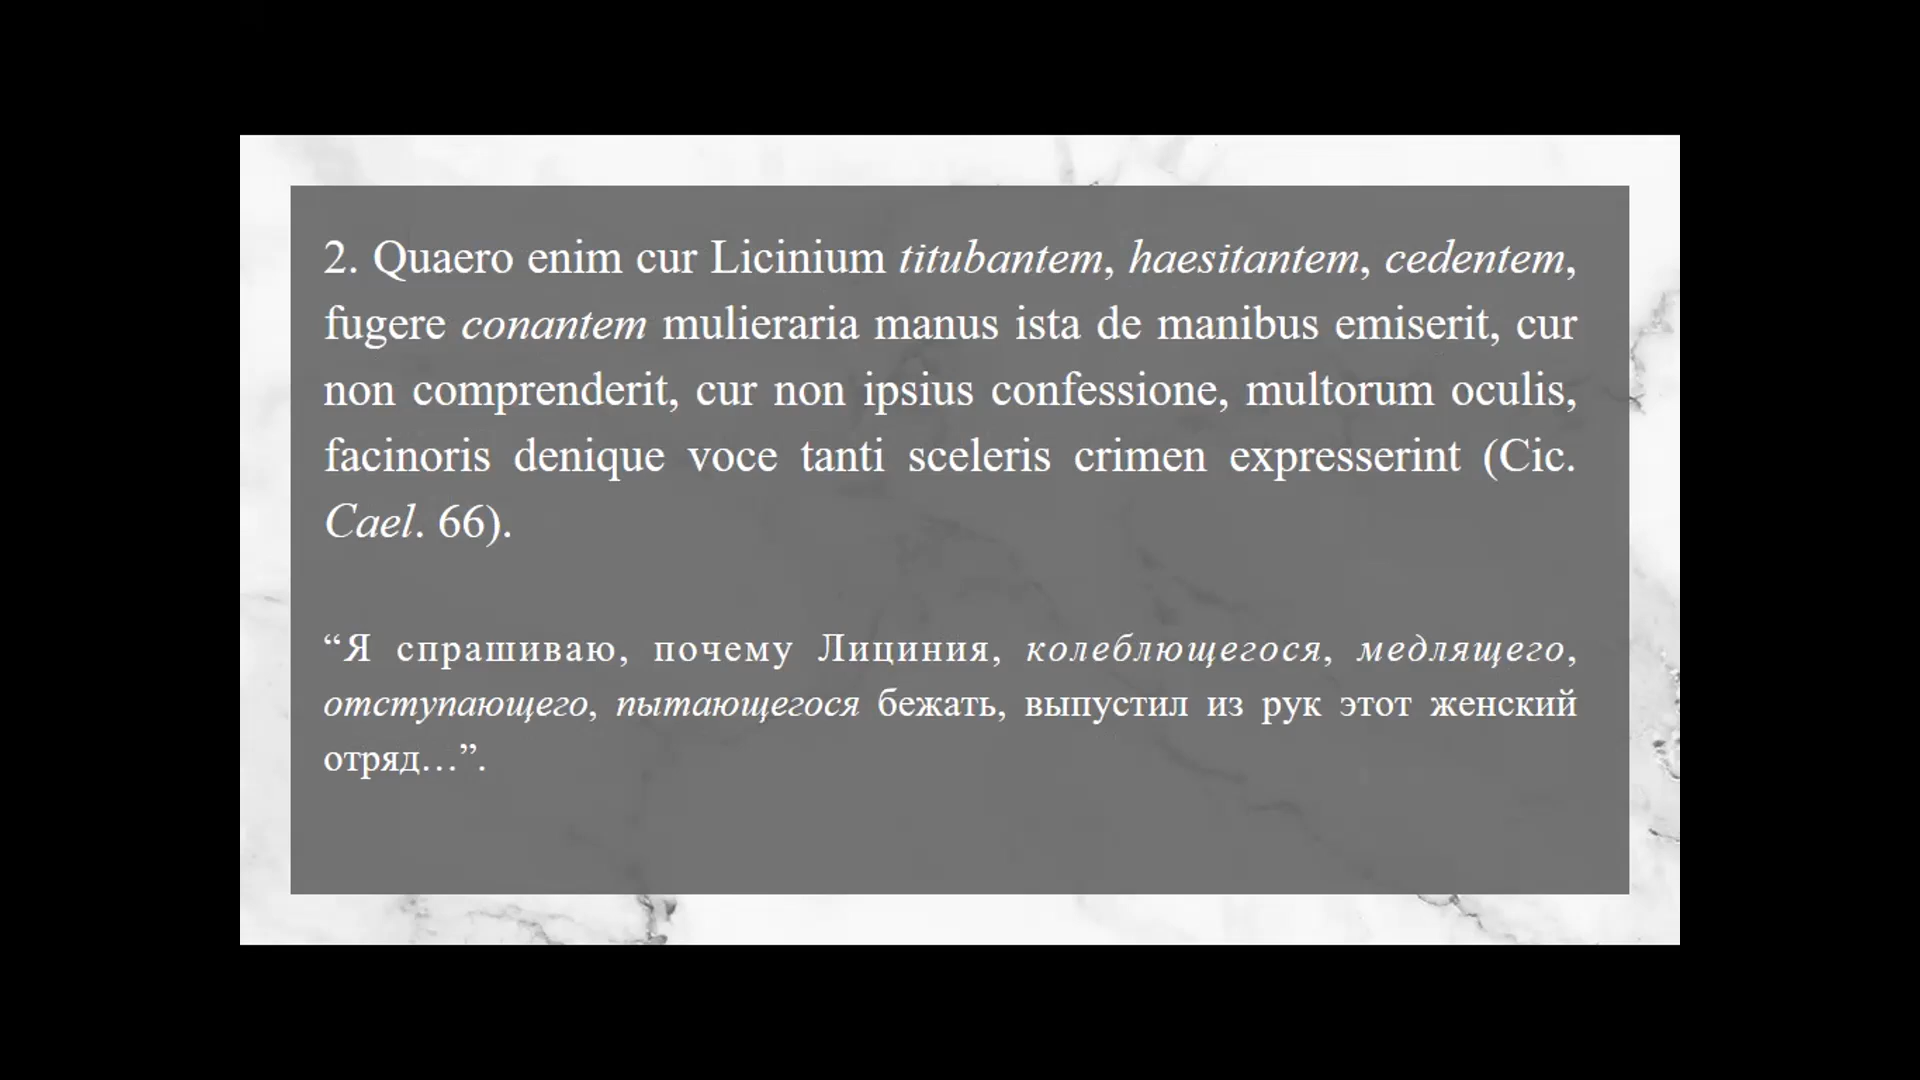 2. Quaero enim cur Licinium titubantem, haesitantem, cedentem,
fugere conantem mulieraria manus ista de manibus emiserit, cur
non comprenderit, cur non ipsius confessione, multorum oculis,
facinoris denique voce tanti sceleris crimen expresserint (Cic.
Cael. 66).
“Я спрашиваю, почему Лициния, колеблющегося, медлящего,
отступающего, пытающегося бежать, выпустил из рук этот женский
отряд…”.